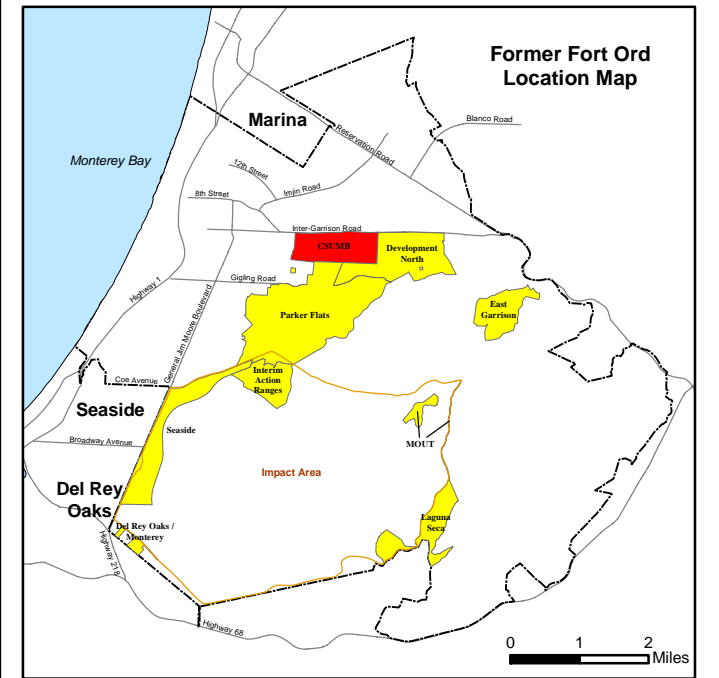 Former Fort Ord
Location Map
Marina
Blanco Road
Reservation Road
Monterey Bay
12th Street
Imjin Road
8th Street
Inter-Garrison Road
CSUMB
Development
North
Gigling Road
Highway 1
General Jim Moore Boulevard
East
Garrison
Parker Flats
Interim
Action
Ranges
Coe Avenue
Seaside
Seaside
Broadway Avenue
MOUT
Impact Area
Del Rey
Oaks
Laguna
Seca
Del Rey Oaks /
Monterey
Highway 218
Highway 68
0 1 2
Miles